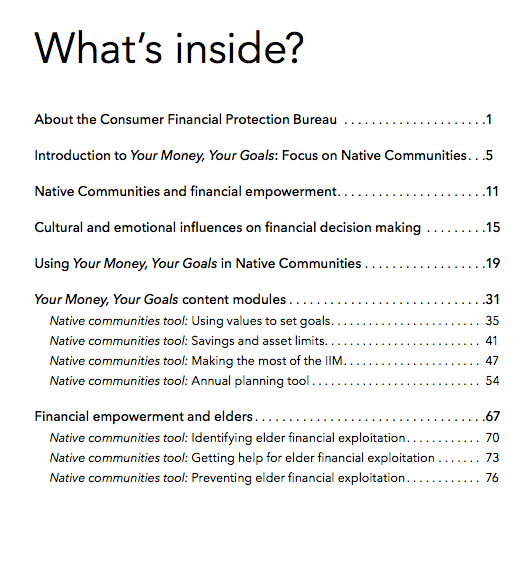 What’s inside?
About the Consumer Financial Protection Bureau . . . . . . . . . . . . . . . . . . . . .1
Introduction to Your Money, Your Goals: Focus on Native Communities. . .5
Native Communities and financial empowerment. . . . . . . . . . . . . . . . . . . . . .11
Cultural and emotional influences on financial decision making . . . . . . . . .15
Using Your Money, Your Goals in Native Communities . . . . . . . . . . . . . . . . . .19
Your Money, Your Goals content modules . . . . . . . . . . . . . . . . . . . . . . . . . . . . .31
Native communities tool: Using values to set goals. . . . . . . . . . . . . . . . . . . . . . 35
Native communities tool: Savings and asset limits. . . . . . . . . . . . . . . . . . . . . . . 41
Native communities tool: Making the most of the IIM. . . . . . . . . . . . . . . . . . . . 47
Native communities tool: Annual planning tool . . . . . . . . . . . . . . . . . . . . . . . . . 54
Financial empowerment and elders. . . . . . . . . . . . . . . . . . . . . . . . . . . . . . . . . .67
Native communities tool: Identifying elder financial exploitation. . . . . . . . . . . 70
Native communities tool: Getting help for elder financial exploitation . . . . . . . 73
Native communities tool: Preventing elder financial exploitation. . . . . . . . . . . . 76